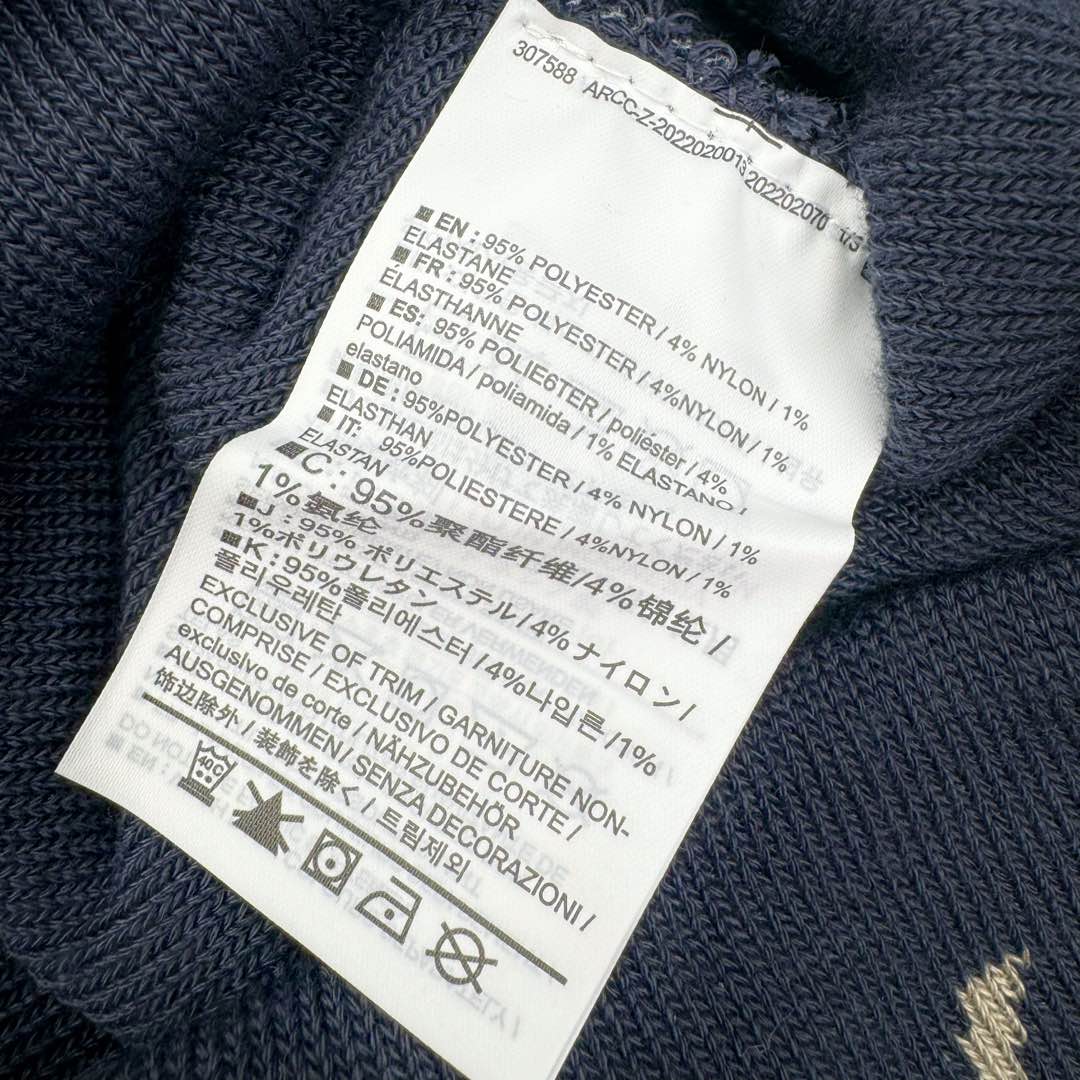 307588 ARCC-Z-2022020013 202202070 1/3
EN : 95% POLYESTER / 4% NYLON / 1%
ELASTANE
FR : 95% POLYESTER / 4%NYLON / 1%
ÉLASTHANNE
ES: 95% POLIE6TER / poliéster / 4%
POLIAMIDA / poliamida / 1% ELASTANO /
elastano
DE : 95%POLYESTER / 4% NYLON / 1%
ELASTHAN
IT: 95%POLIESTERE / 4%NYLON / 1%
ELASTAN
C : 95%聚酯纤维/4%锦纶 /
1%氨纶
J : 95% ポリエステル/4%ナイロン /
1%ポリウレタン
K : 95%폴리에스터 /4%나입론 /1%
폴리우레탄
EXCLUSIVE OF TRIM / GARNITURE NON-
COMPRISE / EXCLUSIVO DE CORTE /
exclusivo de corte / NÄHZUBEHÖR
AUSGENOMMEN / SENZA DECORAZIONI /
饰边除外 / 装飾を除く / 트림제외
40C